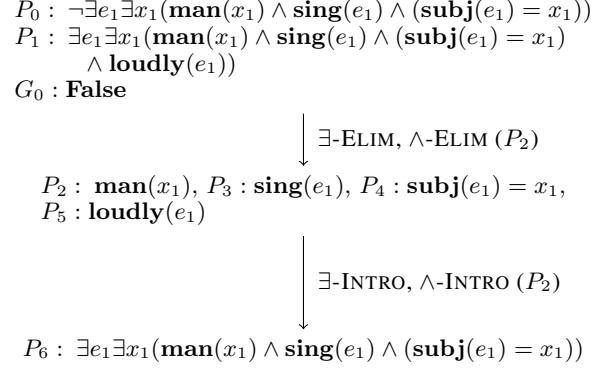 P₀ : ¬∃e₁∃x₁(man(x₁) ∧ sing(e₁) ∧ (subj(e₁) = x₁))
P₁ : ∃e₁∃x₁(man(x₁) ∧ sing(e₁) ∧ (subj(e₁) = x₁)
∧ loudly(e₁))
G₀ : False
∃-ELIM, ∧-ELIM (P₂)
P₂ : man(x₁), P₃ : sing(e₁), P₄ : subj(e₁) = x₁,
P₅ : loudly(e₁)
∃-INTRO, ∧-INTRO (P₂)
P₆ : ∃e₁∃x₁(man(x₁) ∧ sing(e₁) ∧ (subj(e₁) = x₁))